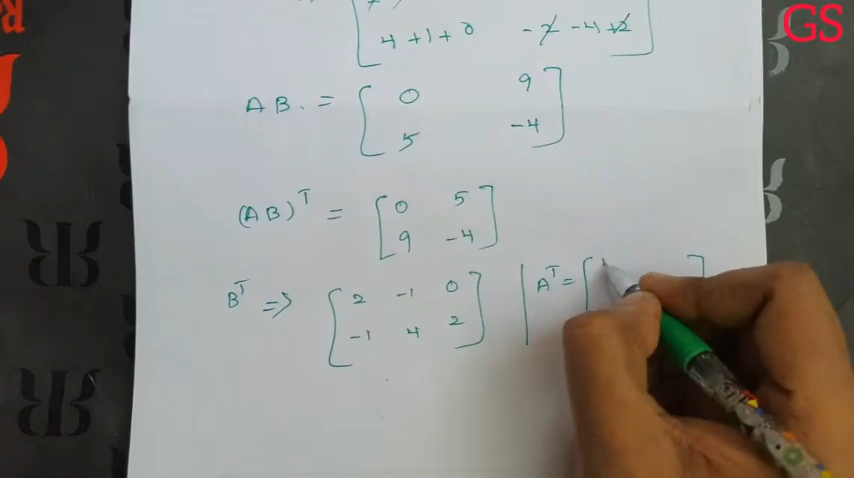 GS
4 +1 + 0   -2 -4 +2
AB. = [ 0   9
5   -4 ]
(AB)ᵀ = [ 0   5
9   -4 ]
Bᵀ => [ 2   -1   0
-1   4   2 ] | Aᵀ = [   ]